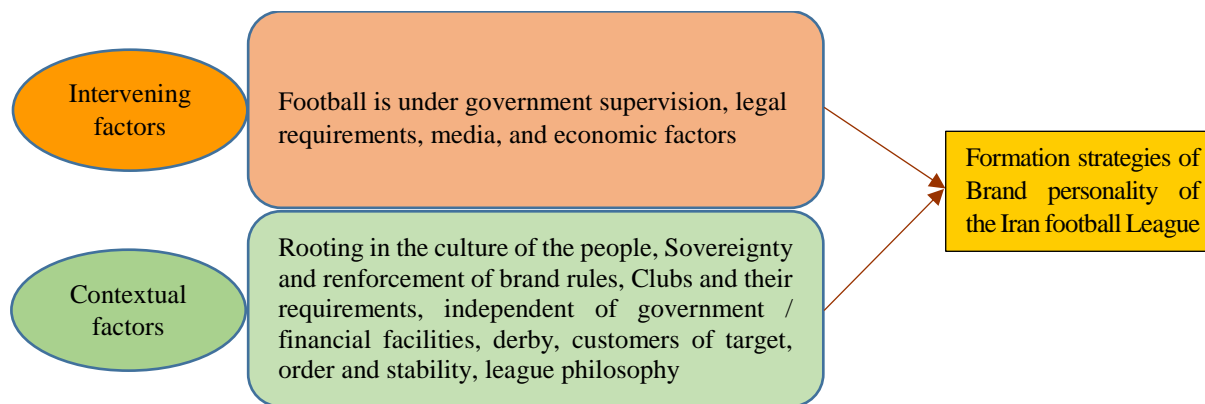 Intervening
factors
Football is under government supervision, legal
requirements, media, and economic factors
Formation strategies of
Brand personality of
the Iran football League
Contextual
factors
Rooting in the culture of the people, Sovereignty
and renforcement of brand rules, Clubs and their
requirements, independent of government /
financial facilities, derby, customers of target,
order and stability, league philosophy